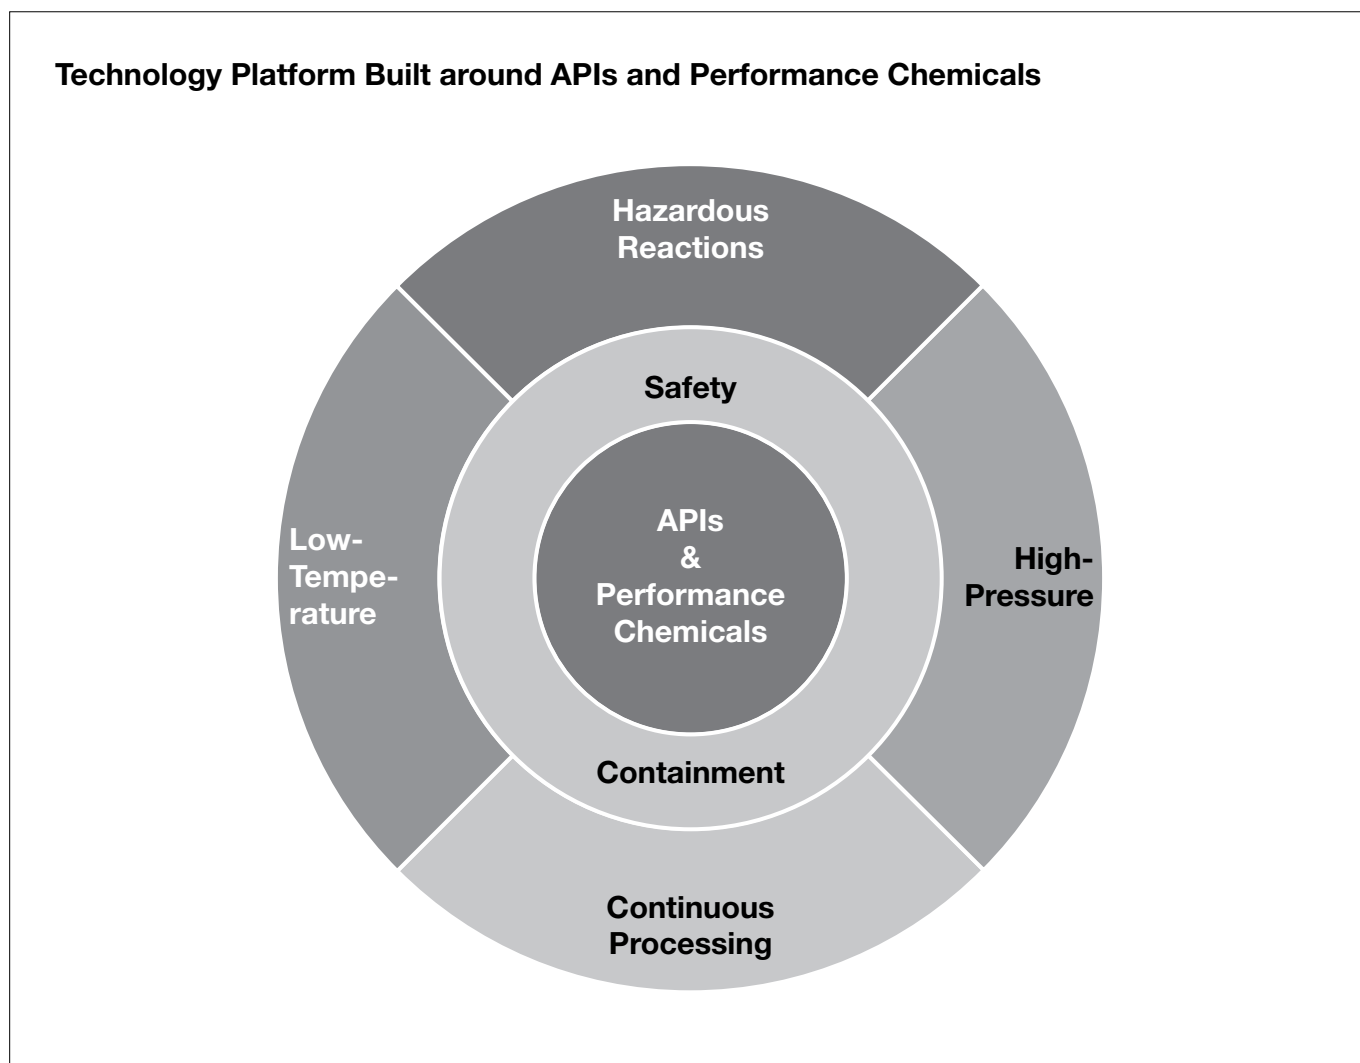 Technology Platform Built around APIs and Performance Chemicals
Hazardous
Reactions
Safety
APIs
&
Performance
Chemicals
Low-
Tempe-
rature
High-
Pressure
Containment
Continuous
Processing